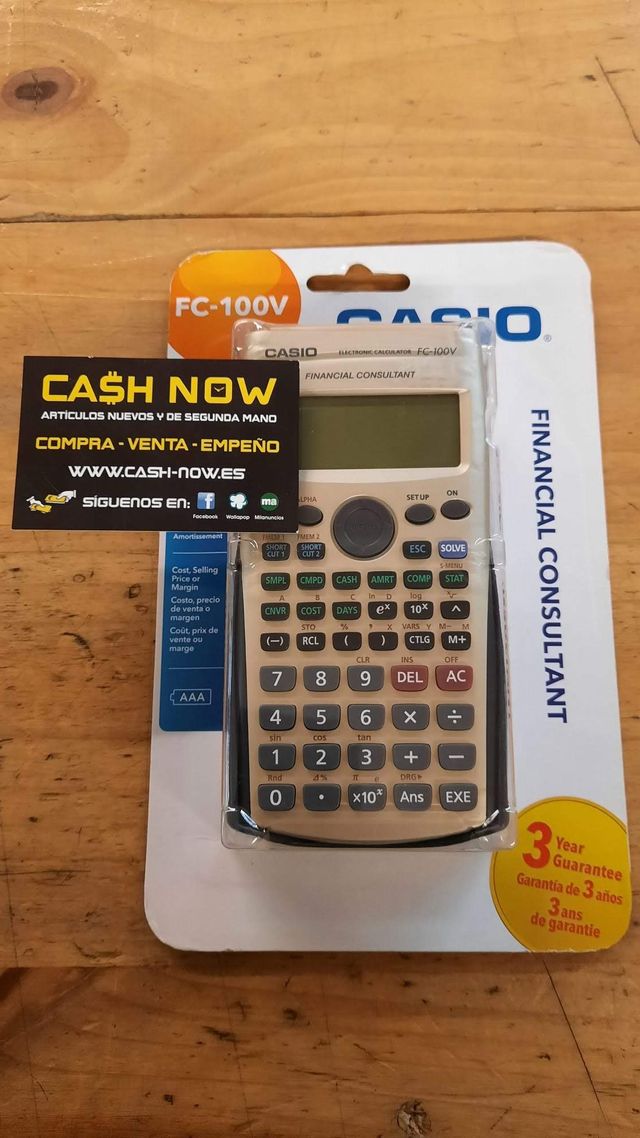 FC-100V
CASIO
CASIO ELECTRONIC CALCULATOR FC-100V
FINANCIAL CONSULTANT
CA$H NOW
ARTÍCULOS NUEVOS Y DE SEGUNDA MANO
COMPRA - VENTA - EMPEÑO
WWW.CASH-NOW.ES
SÍGUENOS EN:
Facebook Wallapop Milanuncios
ma
FINANCIAL CONSULTANT
Amortissement
Cost, Selling
Price or
Margin
Costo, precio
de venta o
margen
Coût, prix de
vente ou
marge
AAA
ALPHA SET UP ON
FMEM 1 FMEM 2
SHORT CUT 1 SHORT CUT 2 ESC SOLVE
S-MENU
SMPL CMPD CASH AMRT COMP STAT
A B C ln D log
CNVR COST DAYS eˣ 10ˣ ^
STO % , X VARS Y M– M
(—) RCL ( ) CTLG M+
CLR INS OFF
7 8 9 DEL AC
4 5 6 × ÷
sin cos tan
1 2 3 + −
Rnd ⊿% π e DRG▶
0 • ×10ˣ Ans EXE
3 Year
Guarantee
Garantía de 3 años
3 ans
de garantie